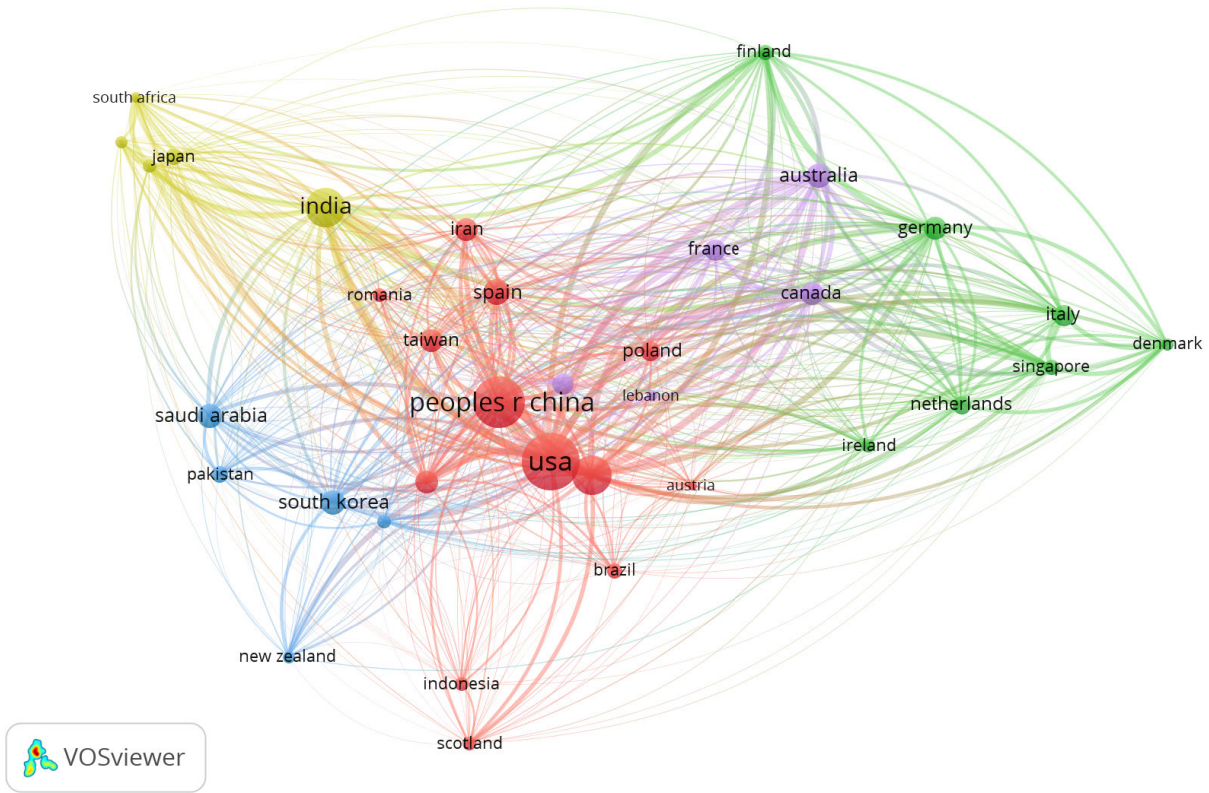 finland
south africa
japan
australia
india
germany
iran
france
spain
romania
canada
italy
taiwan
denmark
poland
singapore
lebanon
peoples r china
netherlands
saudi arabia
ireland
usa
pakistan
austria
south korea
brazil
new zealand
indonesia
scotland
VOSviewer